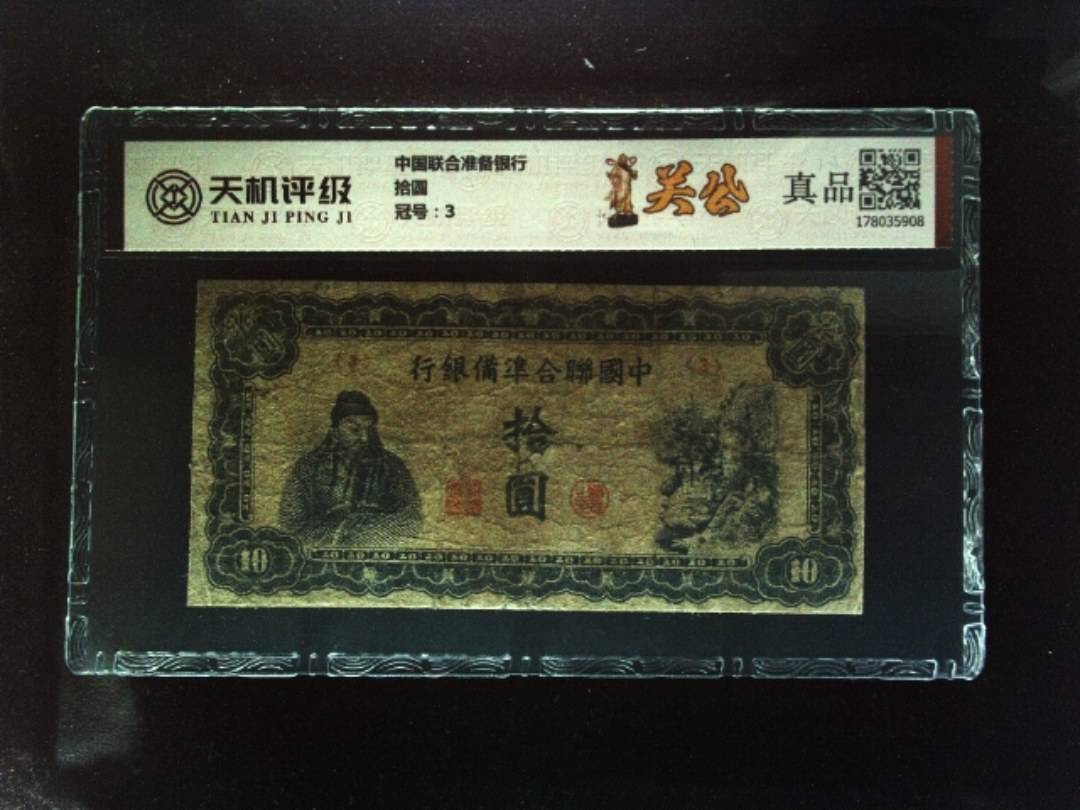 天机评级
TIAN JI PING JI
中国联合准备银行
拾圆
冠号：3
关公
真品
178035908
行銀備準合聯國中
拾
圓
10
10